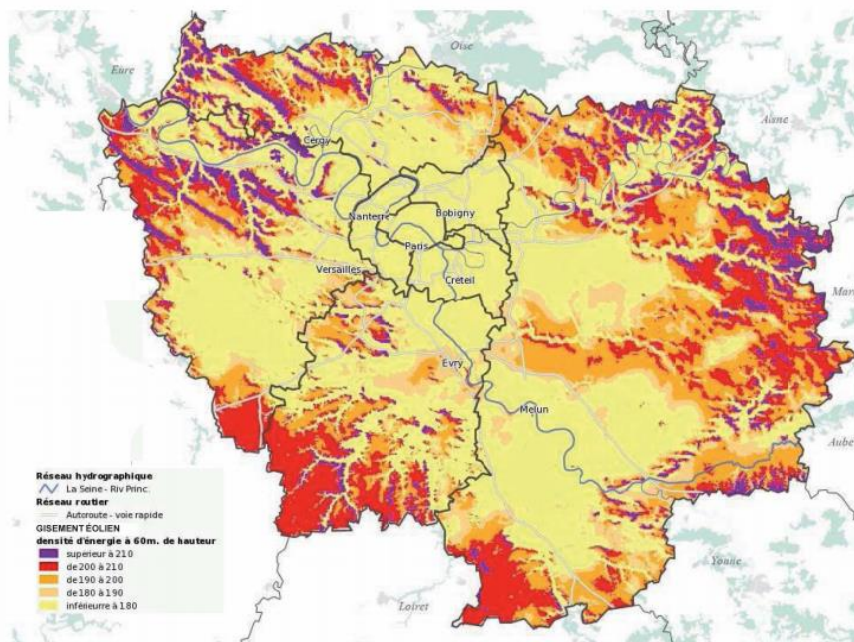 Oise
Eure
Aisne
Cergy
Nanterre
Bobigny
Paris
Versailles
Créteil
Evry
Melun
Aube
Yonne
Loiret
Réseau hydrographique
La Seine - Riv Princ.
Réseau routier
Autoroute - voie rapide
GISEMENT ÉOLIEN
densité d'énergie à 60m. de hauteur
superieur à 210
de 200 à 210
de 190 à 200
de 180 à 190
inférieurre à 180